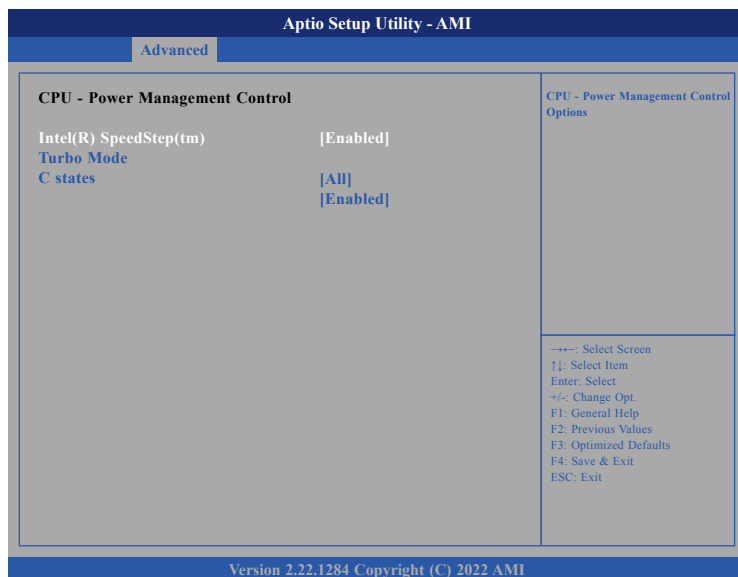 Aptio Setup Utility - AMI
Advanced
CPU - Power Management Control
Intel(R) SpeedStep(tm) [Enabled]
Turbo Mode
C states [All]
[Enabled]
CPU - Power Management Control
Options
→←: Select Screen
↑↓: Select Item
Enter: Select
+/-: Change Opt.
F1: General Help
F2: Previous Values
F3: Optimized Defaults
F4: Save & Exit
ESC: Exit
Version 2.22.1284 Copyright (C) 2022 AMI